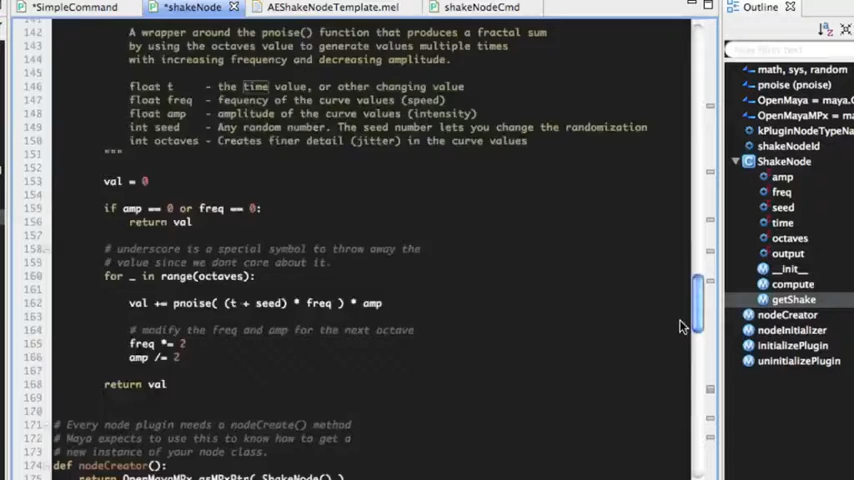 *SimpleCommand
*shakeNode
AEShakeNodeTemplate.mel
shakeNodeCmd
142 A wrapper around the pnoise() function that produces a fractal sum
143 by using the octaves value to generate values multiple times
144 with increasing frequency and decreasing amplitude.
145
146 float t - the time value, or other changing value
147 float freq - fequency of the curve values (speed)
148 float amp - amplitude of the curve values (intensity)
149 int seed - Any random number. The seed number lets you change the randomization
150 int octaves - Creates finer detail (jitter) in the curve values
151 """
152
153 val = 0
154
155 if amp == 0 or freq == 0:
156 return val
157
158 # underscore is a special symbol to throw away the
159 # value since we dont care about it.
160 for _ in range(octaves):
161
162 val += pnoise( (t + seed) * freq ) * amp
163
164 # modify the freq and amp for the next octave
165 freq *= 2
166 amp /= 2
167
168 return val
169
170
171 # Every node plugin needs a nodeCreate() method
172 # Maya expects to use this to know how to get a
173 # new instance of your node class.
174 def nodeCreator():
175 return OpenMayaMPx.asMPxPtr( ShakeNode() )
Outline
math, sys, random
pnoise (pnoise)
OpenMaya = maya.O
OpenMayaMPx = maya.
kPluginNodeTypeNa
shakeNodeId
ShakeNode
amp
freq
seed
time
octaves
output
__init__
compute
getShake
nodeCreator
nodeInitializer
initializePlugin
uninitializePlugin